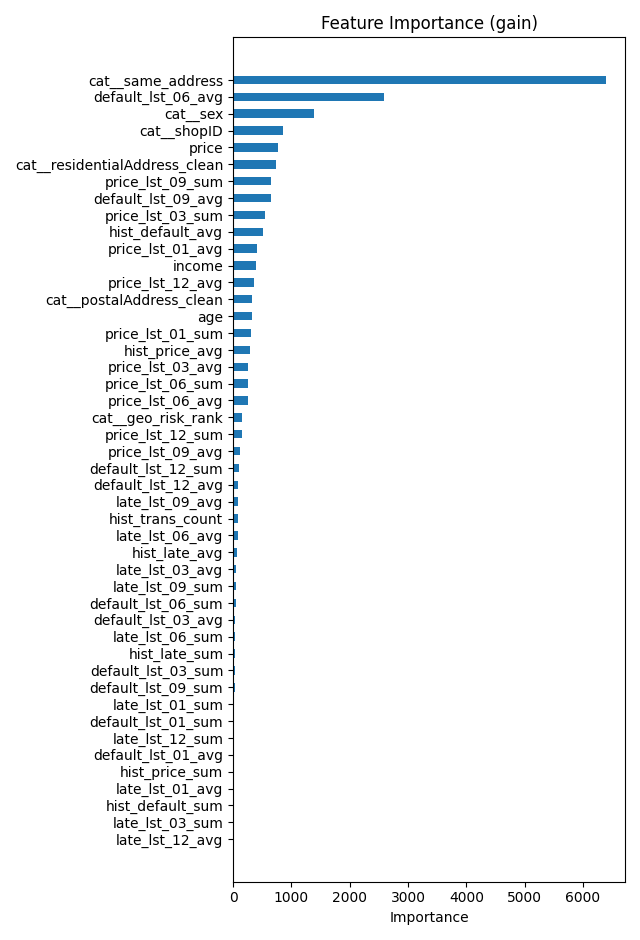 Feature Importance (gain)
cat__same_address
default_lst_06_avg
cat__sex
cat__shopID
price
cat__residentialAddress_clean
price_lst_09_sum
default_lst_09_avg
price_lst_03_sum
hist_default_avg
price_lst_01_avg
income
price_lst_12_avg
cat__postalAddress_clean
age
price_lst_01_sum
hist_price_avg
price_lst_03_avg
price_lst_06_sum
price_lst_06_avg
cat__geo_risk_rank
price_lst_12_sum
price_lst_09_avg
default_lst_12_sum
default_lst_12_avg
late_lst_09_avg
hist_trans_count
late_lst_06_avg
hist_late_avg
late_lst_03_avg
late_lst_09_sum
default_lst_06_sum
default_lst_03_avg
late_lst_06_sum
hist_late_sum
default_lst_03_sum
default_lst_09_sum
late_lst_01_sum
default_lst_01_sum
late_lst_12_sum
default_lst_01_avg
hist_price_sum
late_lst_01_avg
hist_default_sum
late_lst_03_sum
late_lst_12_avg
0 1000 2000 3000 4000 5000 6000
Importance